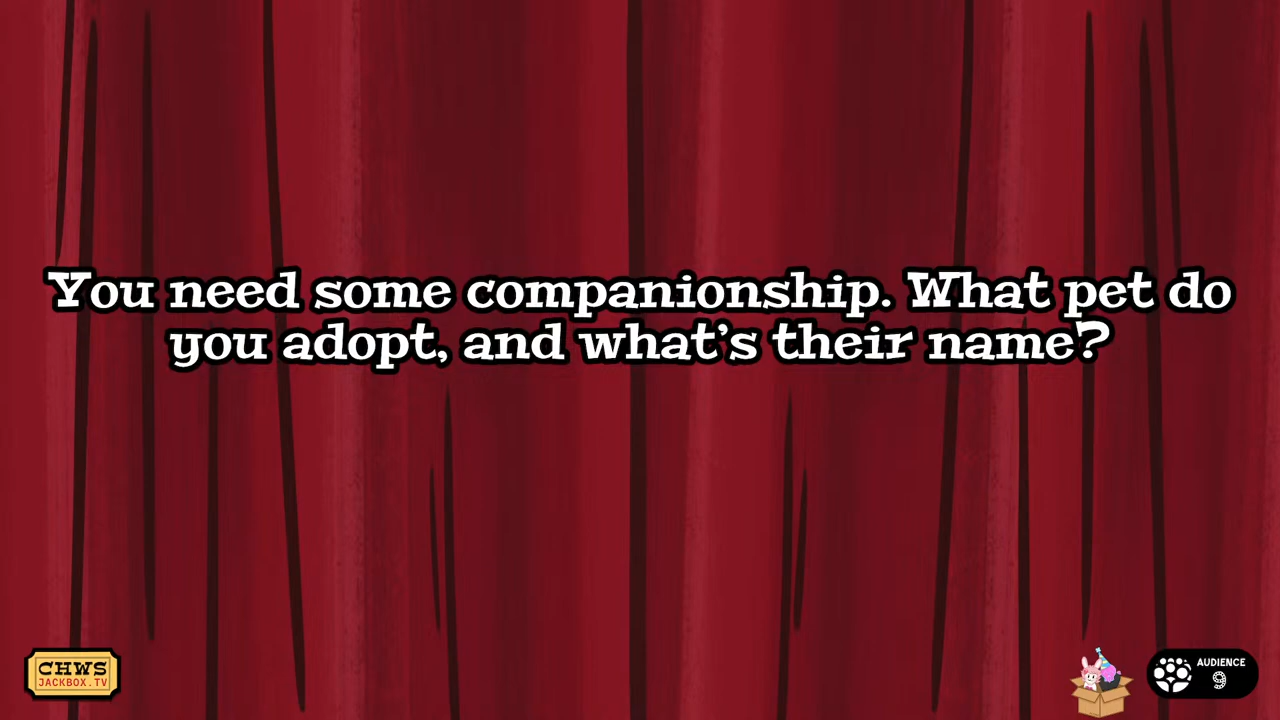 You need some companionship. What pet do
you adopt, and what's their name?
CHWS
JACKBOX.TV
AUDIENCE
9